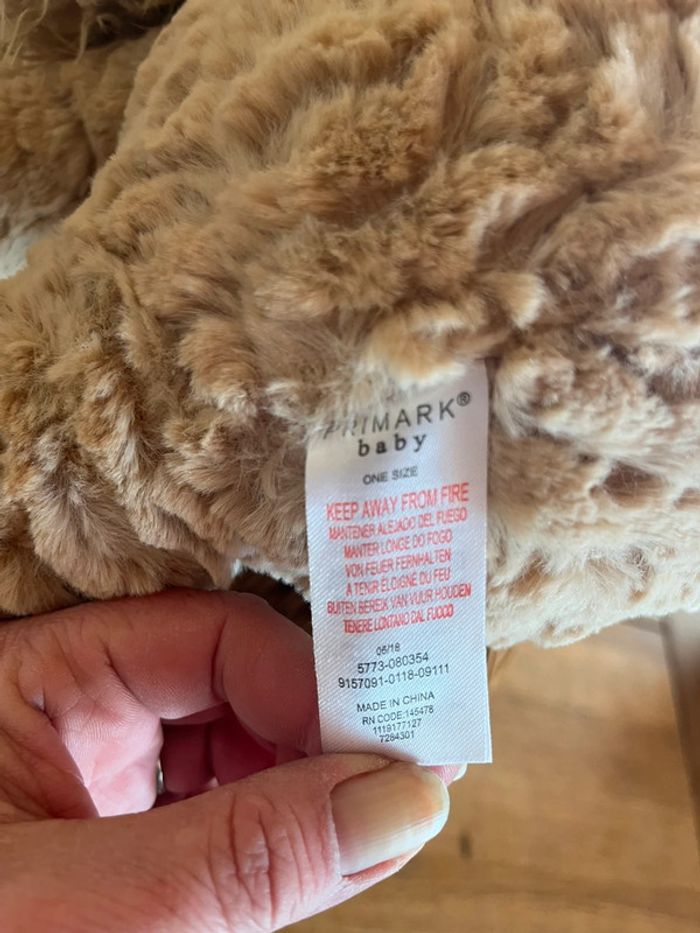 PRIMARK®
baby
ONE SIZE
KEEP AWAY FROM FIRE
MANTENER ALEJADO DEL FUEGO
MANTER LONGE DO FOGO
VON FEUER FERNHALTEN
A TENIR ÉLOIGNÉ DU FEU
BUITEN BEREIK VAN VUUR HOUDEN
TENERE LONTANO DAL FUOCO
06/18
5773-080354
9157091-0118-09111
MADE IN CHINA
RN CODE:145478
1119177127
7284301